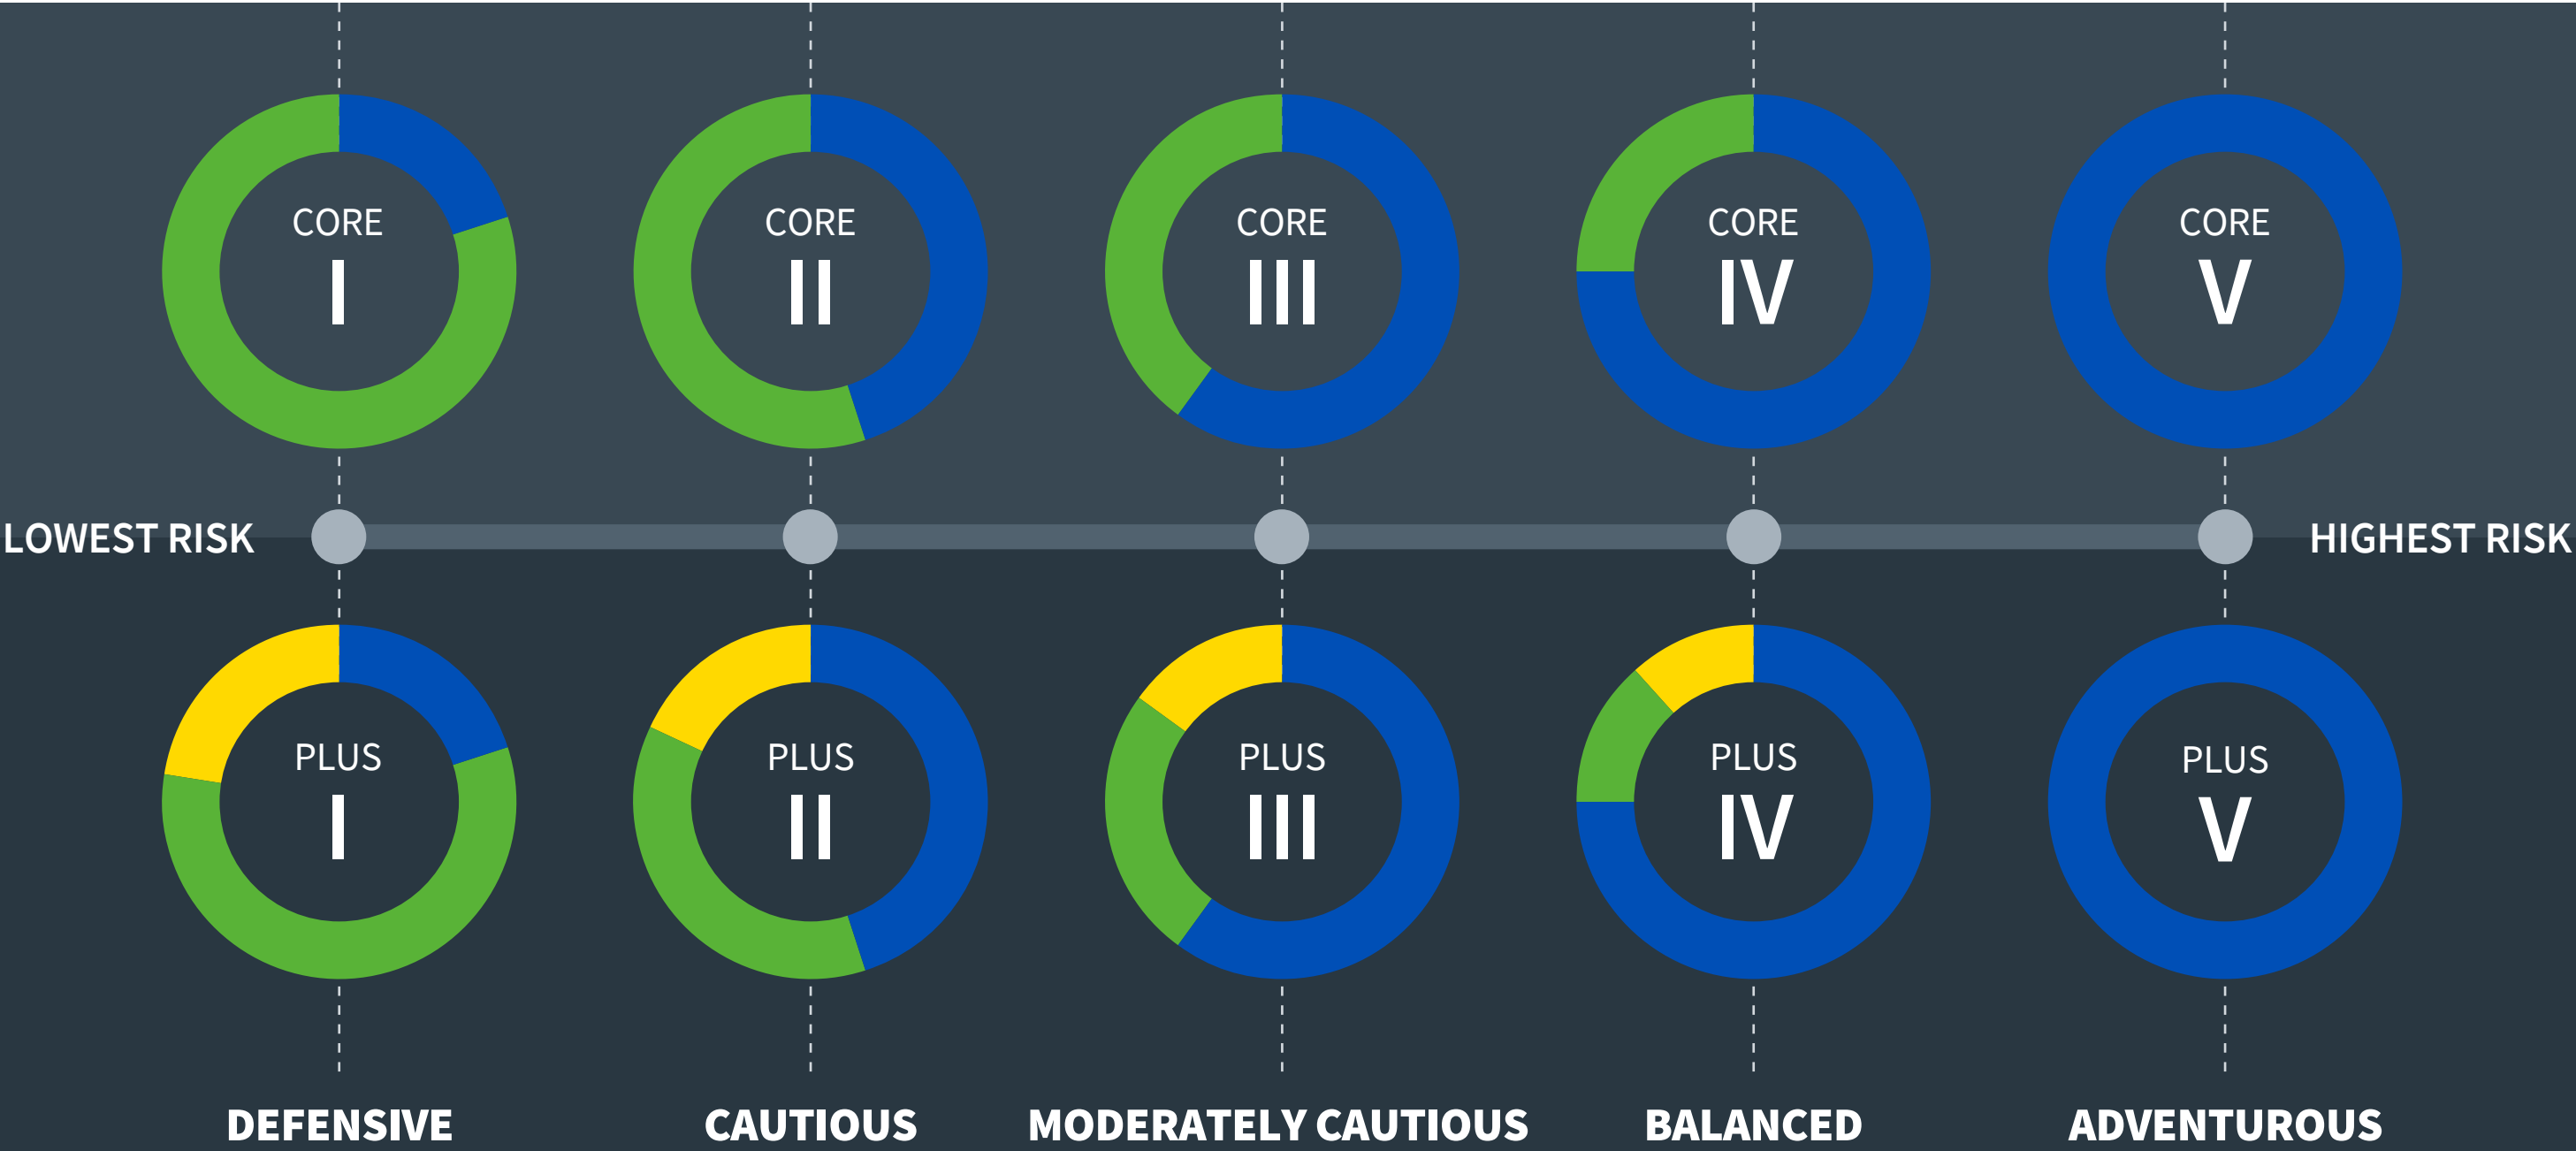 CORE
I
CORE
II
CORE
III
CORE
IV
CORE
V
LOWEST RISK
HIGHEST RISK
PLUS
I
PLUS
II
PLUS
III
PLUS
IV
PLUS
V
DEFENSIVE
CAUTIOUS
MODERATELY CAUTIOUS
BALANCED
ADVENTUROUS